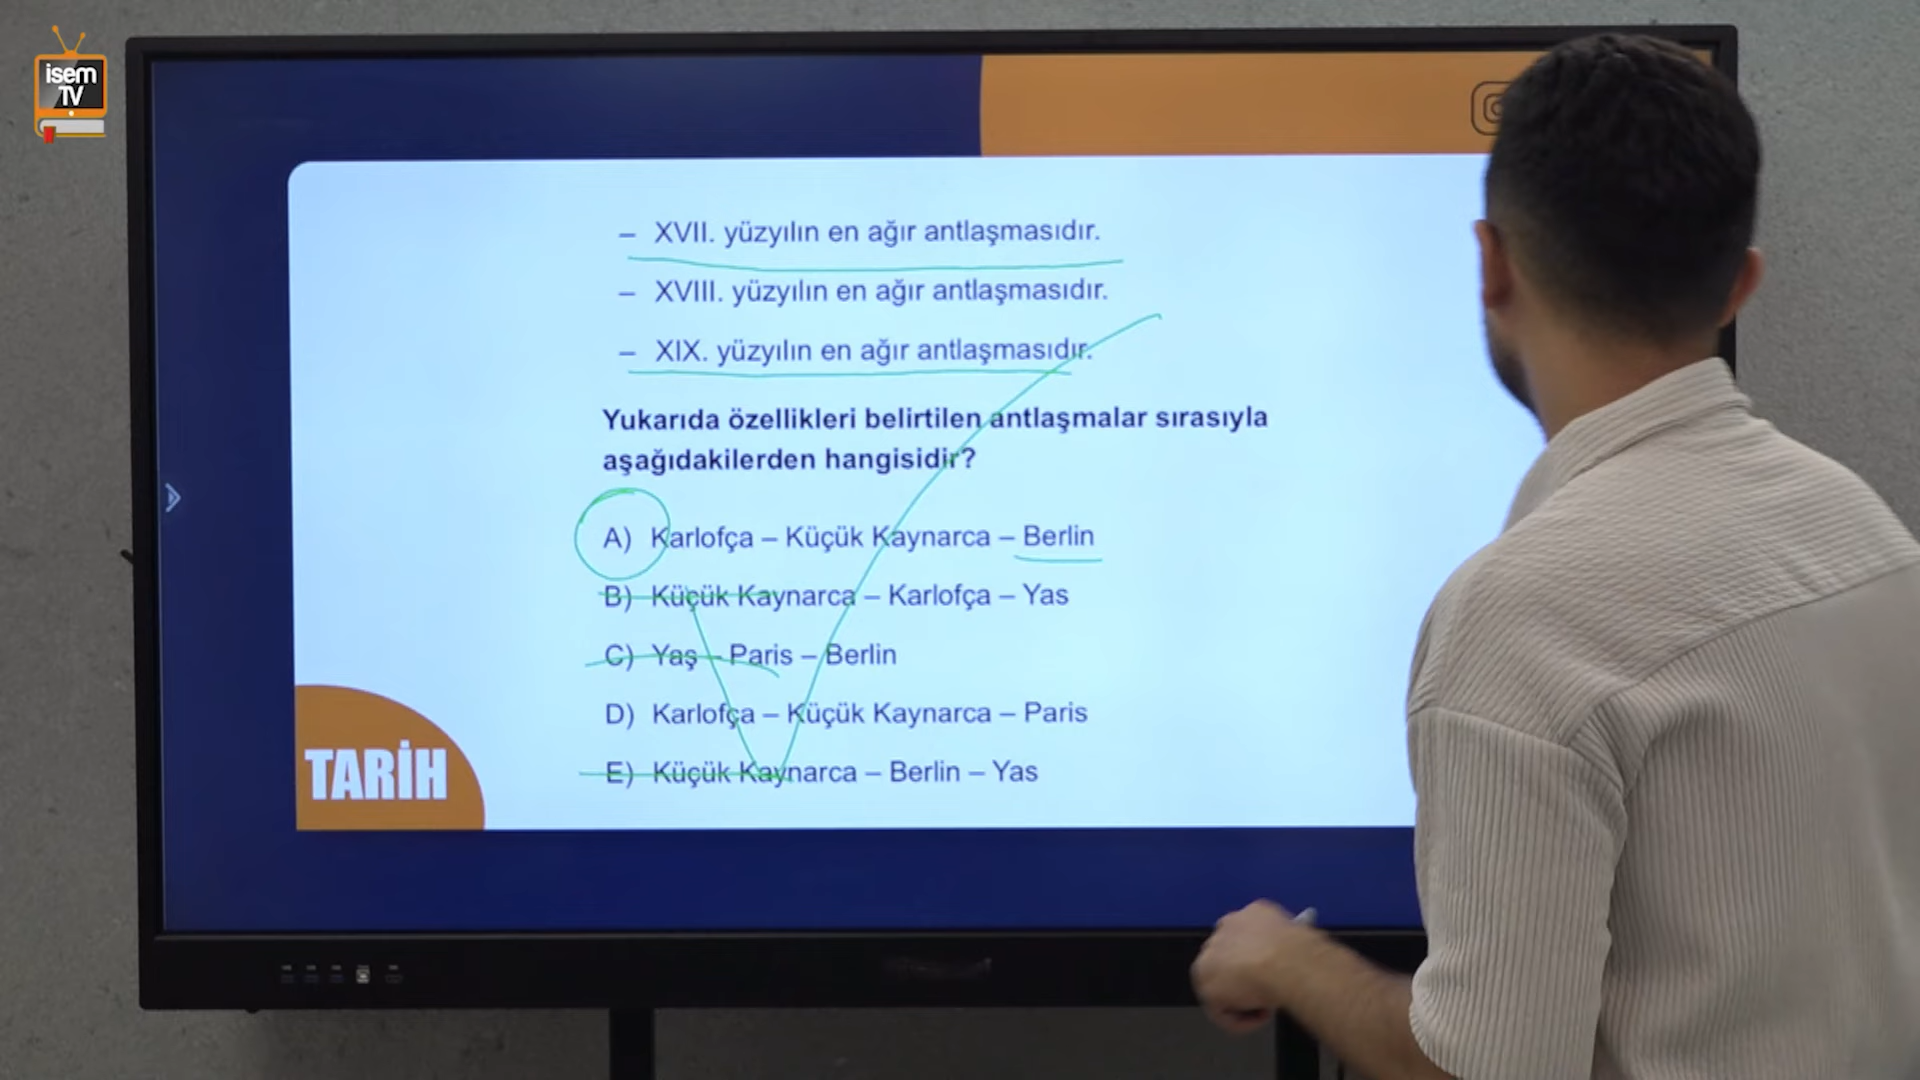 isem
TV
– XVII. yüzyılın en ağır antlaşmasıdır.
– XVIII. yüzyılın en ağır antlaşmasıdır.
– XIX. yüzyılın en ağır antlaşmasıdır.
Yukarıda özellikleri belirtilen antlaşmalar sırasıyla
aşağıdakilerden hangisidir?
A) Karlofça – Küçük Kaynarca – Berlin
B) Küçük Kaynarca – Karlofça – Yas
C) Yaş – Paris – Berlin
D) Karlofça – Küçük Kaynarca – Paris
E) Küçük Kaynarca – Berlin – Yas
TARİH